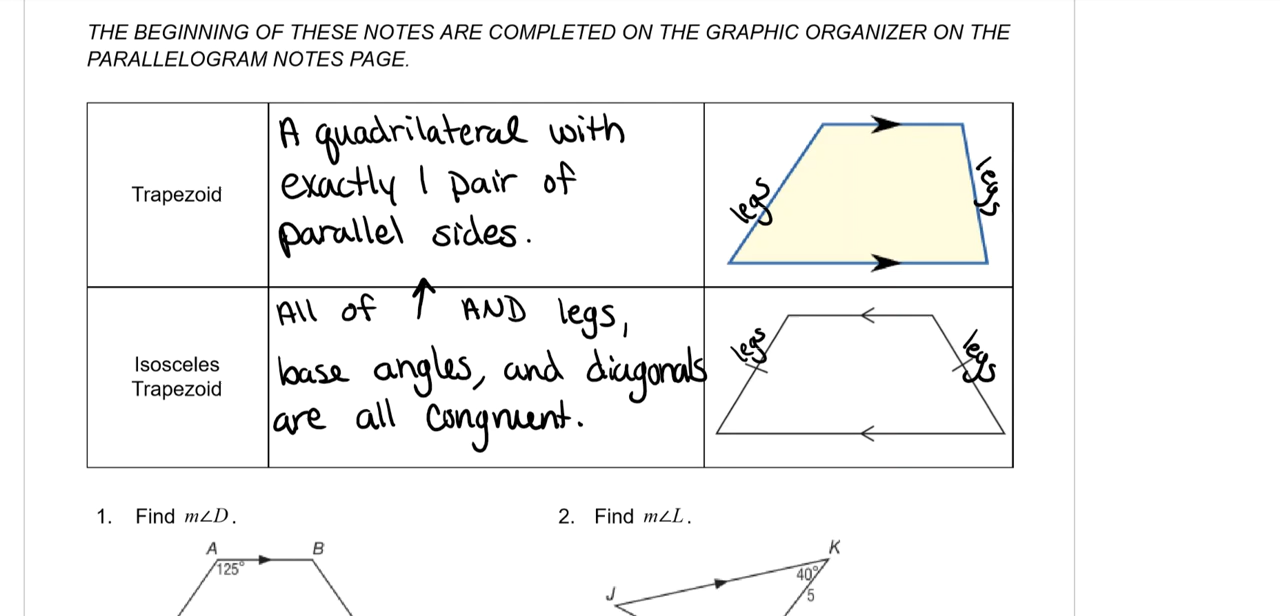 THE BEGINNING OF THESE NOTES ARE COMPLETED ON THE GRAPHIC ORGANIZER ON THE
PARALLELOGRAM NOTES PAGE.
Trapezoid
A quadrilateral with
exactly 1 pair of
parallel sides.
legs
legs
Isosceles
Trapezoid
All of ↑ AND legs,
base angles, and diagonals
are all congruent.
legs
legs
1. Find m∠D.
2. Find m∠L.
A
B
125°
K
40°
5
J